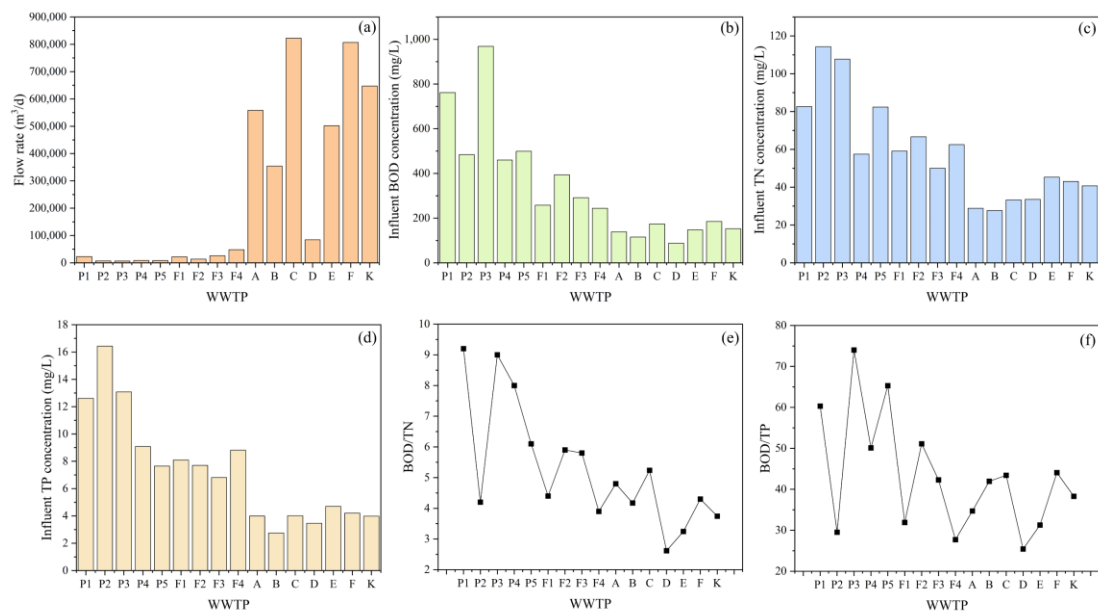 (a)
Flow rate (m³/d)
900,000
800,000
700,000
600,000
500,000
400,000
300,000
200,000
100,000
0
P1 P2 P3 P4 P5 F1 F2 F3 F4 A B C D E F K
WWTP
(b)
Influent BOD concentration (mg/L)
1,000
800
600
400
200
0
P1 P2 P3 P4 P5 F1 F2 F3 F4 A B C D E F K
WWTP
(c)
Influent TN concentration (mg/L)
120
100
80
60
40
20
0
P1 P2 P3 P4 P5 F1 F2 F3 F4 A B C D E F K
WWTP
(d)
Influent TP concentration (mg/L)
18
16
14
12
10
8
6
4
2
0
P1 P2 P3 P4 P5 F1 F2 F3 F4 A B C D E F K
WWTP
(e)
BOD/TN
10
9
8
7
6
5
4
3
2
P1 P2 P3 P4 P5 F1 F2 F3 F4 A B C D E F K
WWTP
(f)
BOD/TP
80
70
60
50
40
30
20
P1 P2 P3 P4 P5 F1 F2 F3 F4 A B C D E F K
WWTP